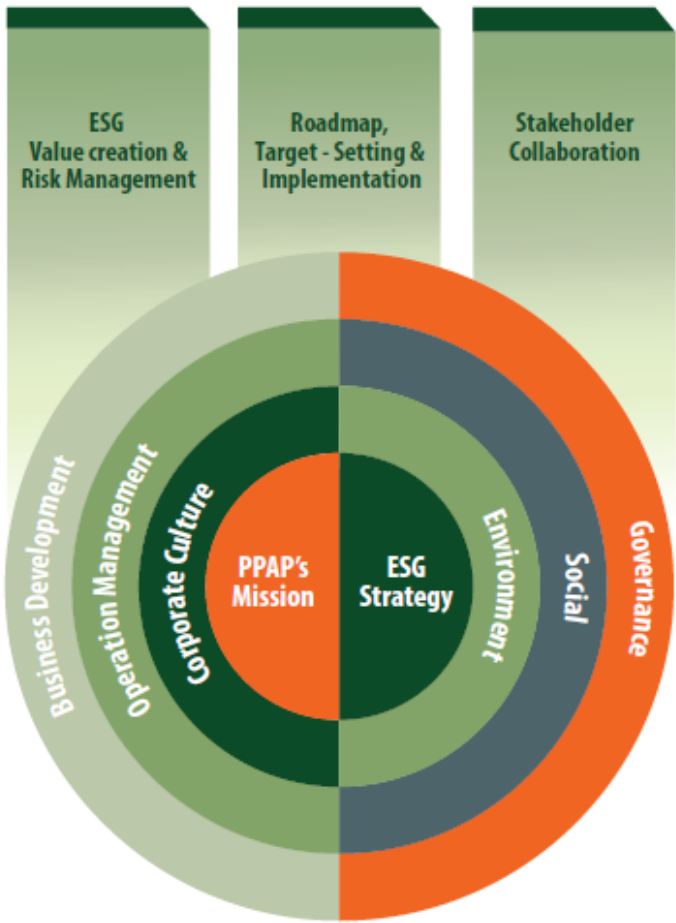 ESG
Value creation &
Risk Management
Roadmap,
Target - Setting &
Implementation
Stakeholder
Collaboration
Business Development
Operation Management
Corporate Culture
PPAP's
Mission
ESG
Strategy
Environment
Social
Governance